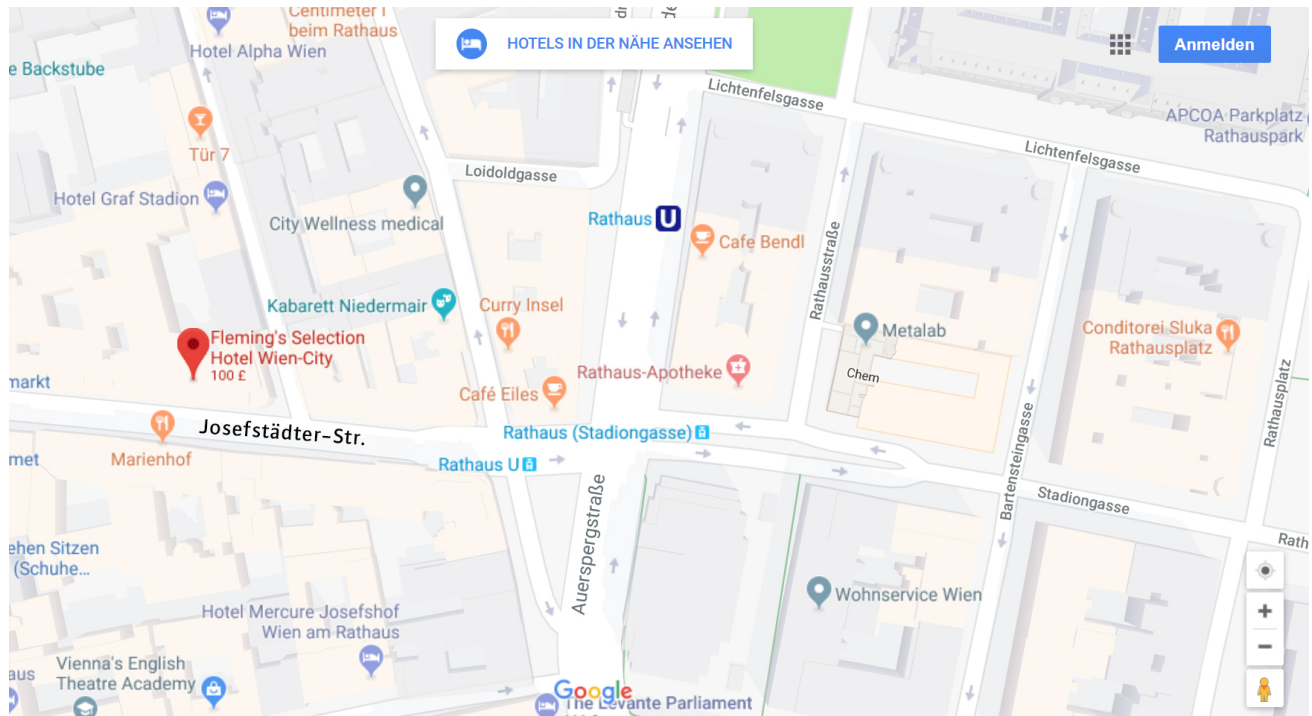 Centimeter I
beim Rathaus
Hotel Alpha Wien
e Backstube
HOTELS IN DER NÄHE ANSEHEN
Anmelden
Lichtenfelsgasse
APCOA Parkplatz
Rathauspark
Tür 7
Lichtenfelsgasse
Loidoldgasse
Hotel Graf Stadion
City Wellness medical
Rathaus U
Cafe Bendl
Rathausstraße
Kabarett Niedermair
Curry Insel
Metalab
Conditorei Sluka
Rathausplatz
Fleming's Selection
Hotel Wien-City
100 £
Rathaus-Apotheke
Chem
markt
Café Eiles
Rathausplatz
Josefstädter-Str.
Rathaus (Stadiongasse)
Marienhof
met
Rathaus U
Bartensteingasse
Stadiongasse
Auerspergstraße
Rath
ehen Sitzen
(Schuhe...
Wohnservice Wien
Hotel Mercure Josefshof
Wien am Rathaus
Vienna's English
Theatre Academy
aus
Google
The Levante Parliament